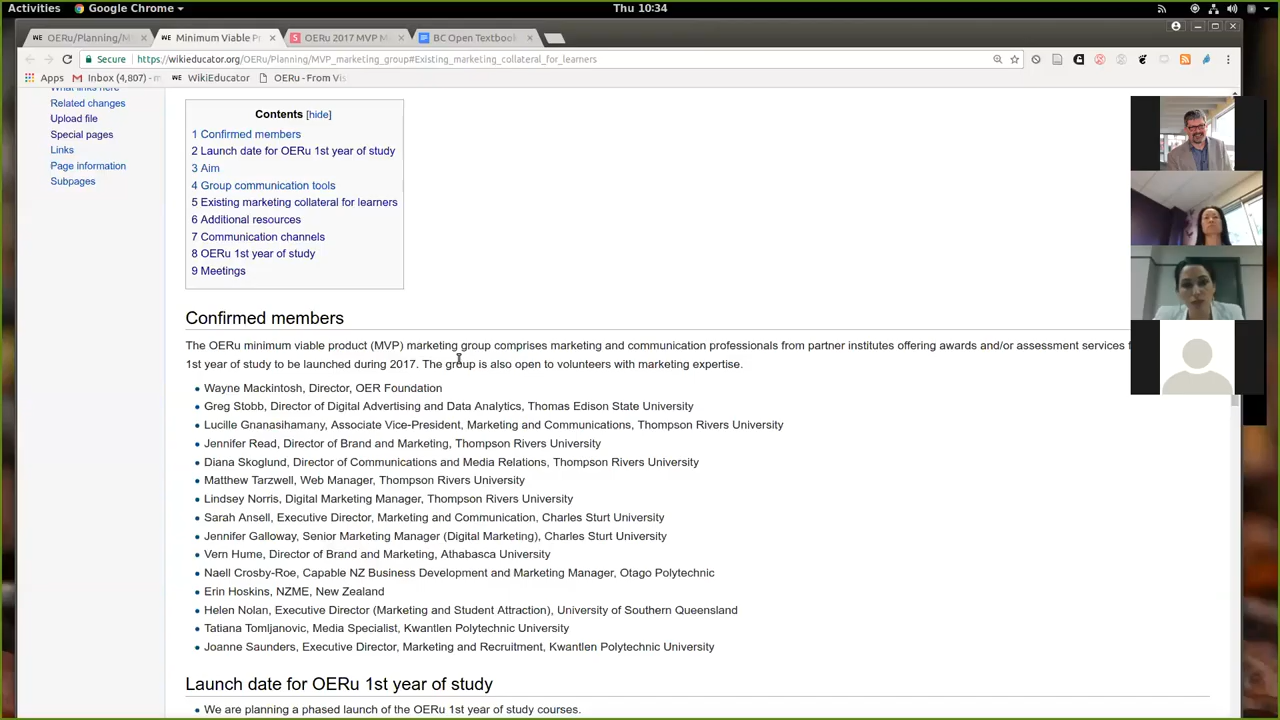 Activities Google Chrome Thu 10:34
OERu/Planning/M Minimum Viable P OERU 2017 MVP M BC Open Textbook
Secure https://wikieducator.org/OERu/Planning/MVP_marketing_group#Existing_marketing_collateral_for_learners
Apps Inbox (4,807) - m WikiEducator OERu - From Vis
What links here
Related changes
Upload file
Special pages
Links
Page information
Subpages
Contents [hide]
1 Confirmed members
2 Launch date for OERu 1st year of study
3 Aim
4 Group communication tools
5 Existing marketing collateral for learners
6 Additional resources
7 Communication channels
8 OERu 1st year of study
9 Meetings
Confirmed members
The OERu minimum viable product (MVP) marketing group comprises marketing and communication professionals from partner institutes offering awards and/or assessment services f
1st year of study to be launched during 2017. The group is also open to volunteers with marketing expertise.
Wayne Mackintosh, Director, OER Foundation
Greg Stobb, Director of Digital Advertising and Data Analytics, Thomas Edison State University
Lucille Gnanasihamany, Associate Vice-President, Marketing and Communications, Thompson Rivers University
Jennifer Read, Director of Brand and Marketing, Thompson Rivers University
Diana Skoglund, Director of Communications and Media Relations, Thompson Rivers University
Matthew Tarzwell, Web Manager, Thompson Rivers University
Lindsey Norris, Digital Marketing Manager, Thompson Rivers University
Sarah Ansell, Executive Director, Marketing and Communication, Charles Sturt University
Jennifer Galloway, Senior Marketing Manager (Digital Marketing), Charles Sturt University
Vern Hume, Director of Brand and Marketing, Athabasca University
Naell Crosby-Roe, Capable NZ Business Development and Marketing Manager, Otago Polytechnic
Erin Hoskins, NZME, New Zealand
Helen Nolan, Executive Director (Marketing and Student Attraction), University of Southern Queensland
Tatiana Tomljanovic, Media Specialist, Kwantlen Polytechnic University
Joanne Saunders, Executive Director, Marketing and Recruitment, Kwantlen Polytechnic University
Launch date for OERu 1st year of study
We are planning a phased launch of the OERu 1st year of study courses.